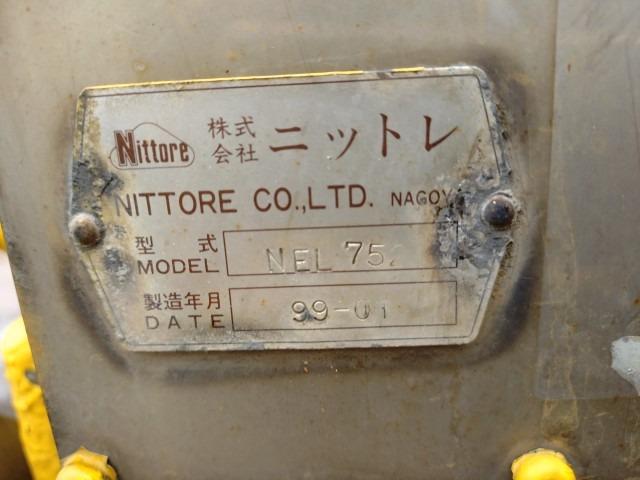 Nittore 株式会社 ニットレ
NITTORE CO.,LTD. NAGOY
型式
MODEL NEL 75
製造年月
DATE 99-01